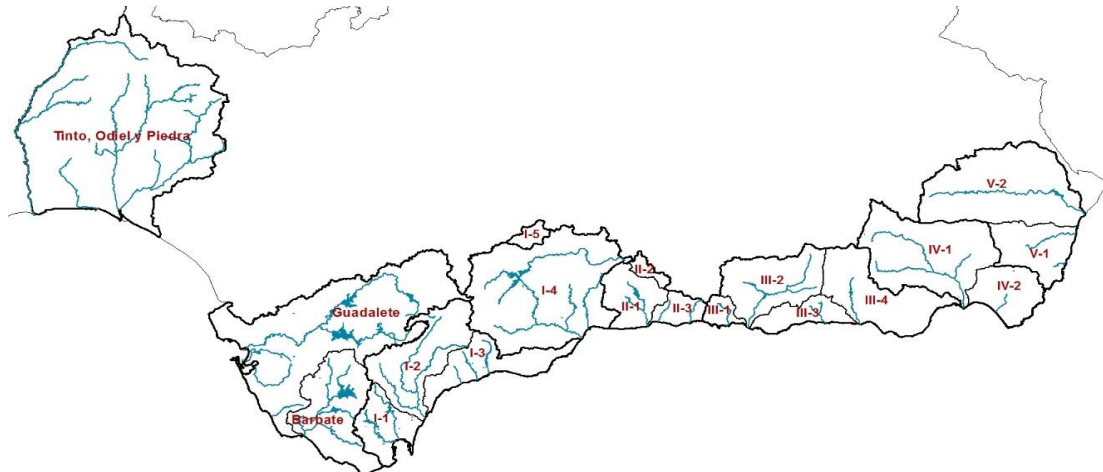 Tinto, Odiel y Piedra
V-2
I-5
IV-1
V-1
II-2
III-2
I-4
IV-2
II-1
II-3
III-1
III-3
III-4
Guadalete
I-3
I-2
Barbate
I-1